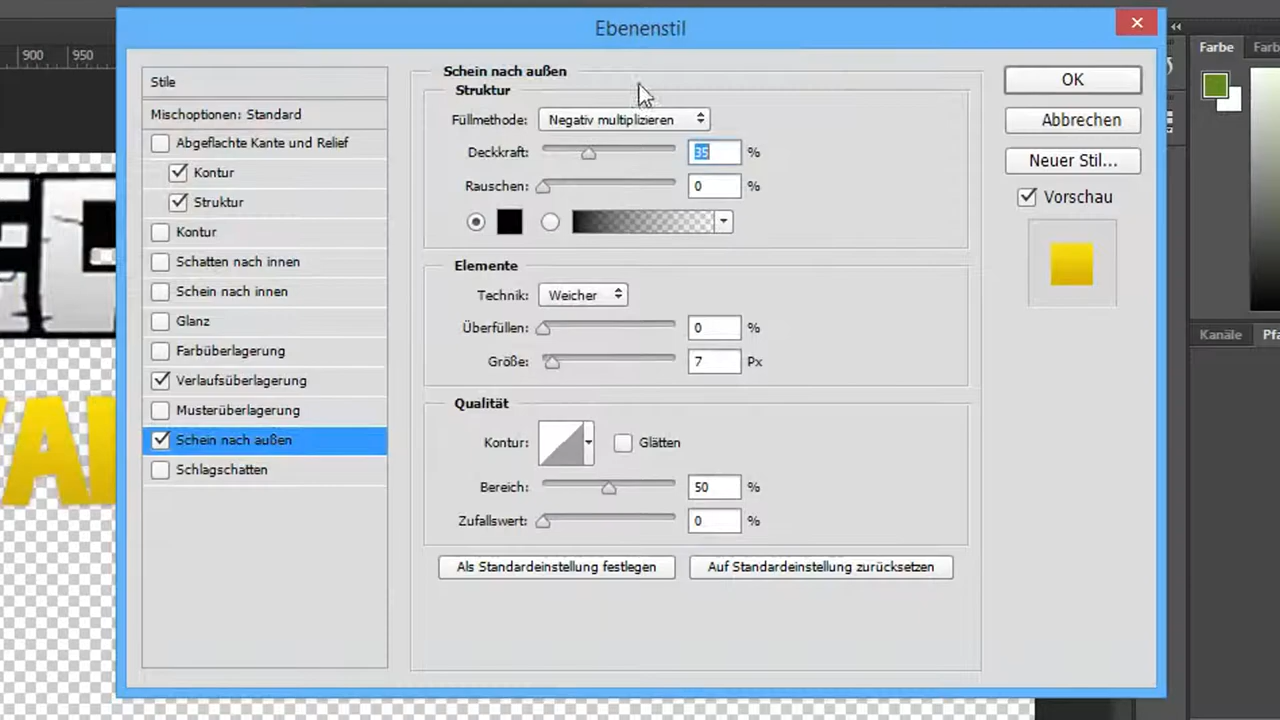 Ebenenstil
900 950
Farbe Farb
Stile
Mischoptionen: Standard
Abgeflachte Kante und Relief
Kontur
Struktur
Kontur
Schatten nach innen
Schein nach innen
Glanz
Farbüberlagerung
Verlaufsüberlagerung
Musterüberlagerung
Schein nach außen
Schlagschatten
Schein nach außen
Struktur
Füllmethode: Negativ multiplizieren
Deckkraft: 35 %
Rauschen: 0 %
Elemente
Technik: Weicher
Überfüllen: 0 %
Größe: 7 Px
Qualität
Kontur: Glätten
Bereich: 50 %
Zufallswert: 0 %
Als Standardeinstellung festlegen Auf Standardeinstellung zurücksetzen
OK
Abbrechen
Neuer Stil...
Vorschau
Kanäle Pfa